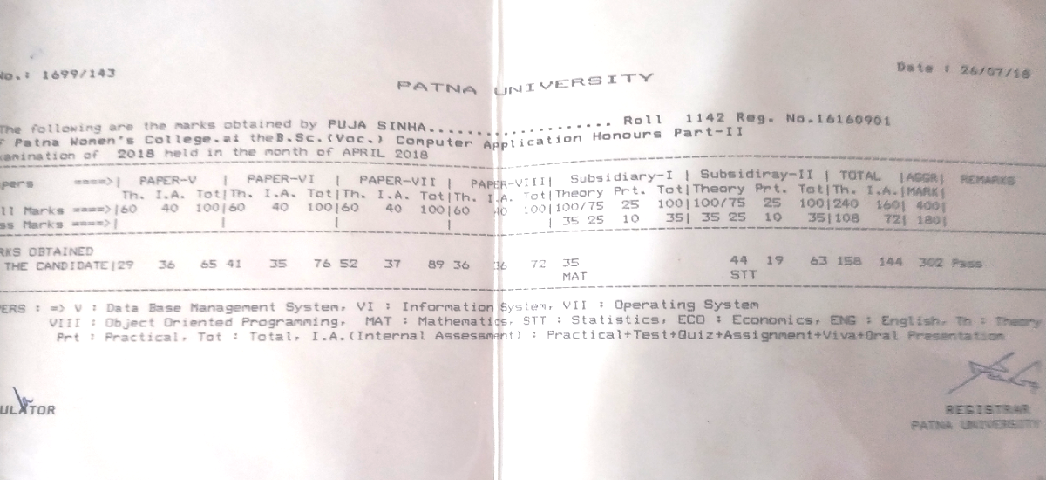 No.: 1699/143
Date : 26/07/18
PATNA UNIVERSITY
The following are the marks obtained by PUJA SINHA.................... Roll 1142 Reg. No.16160901
f Patna Women's College.at theB.Sc.(Voc.) Computer Application Honours Part-II
amination of 2018 held in the month of APRIL 2018
pers ====>| PAPER-V | PAPER-VI | PAPER-VII | PAPER-VIII| Subsidiary-I | Subsidiray-II | TOTAL |AGGR| REMARKS
Th. I.A. Tot|Th. I.A. Tot|Th. I.A. Tot|Th. I.A. Tot|Theory Prt. Tot|Theory Prt. Tot|Th. I.A.|MARK|
ll Marks ====>|60 40 100|60 40 100|60 40 100|60 40 100|100/75 25 100|100/75 25 100|240 160| 400|
ss Marks ====>| | | | | 35 25 10 35| 35 25 10 35|108 72| 180|
RKS OBTAINED
THE CANDIDATE|29 36 65 41 35 76 52 37 89 36 36 72 35 44 19 63 158 144 302 Pass
MAT STT
PERS : => V : Data Base Management System, VI : Information System, VII : Operating System
VIII : Object Oriented Programming, MAT : Mathematics, STT : Statistics, ECO : Economics, ENG : English, Th : Theory
Prt : Practical, Tot : Total, I.A.(Internal Assessment) : Practical+Test+Quiz+Assignment+Viva+Oral Presentation
ULATOR
REGISTRAR
PATNA UNIVERSITY